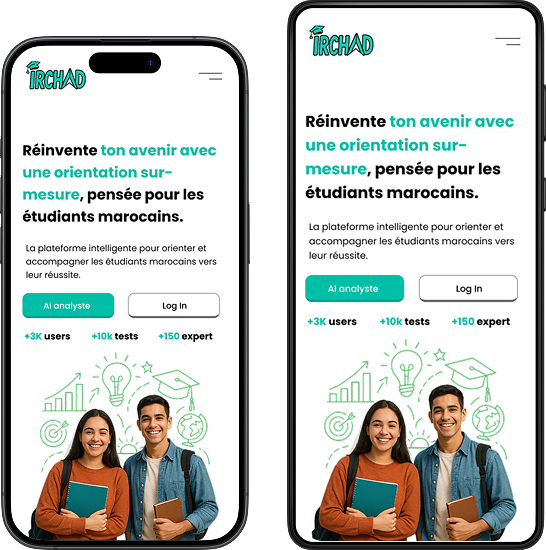 IRCHAD
Réinvente ton avenir avec
une orientation sur-
mesure, pensée pour les
étudiants marocains.
La plateforme intelligente pour orienter et
accompagner les étudiants marocains vers
leur réussite.
AI analyste
Log In
+3K users
+10k tests
+150 expert
IRCHAD
Réinvente ton avenir avec
une orientation sur-
mesure, pensée pour les
étudiants marocains.
La plateforme intelligente pour orienter et
accompagner les étudiants marocains vers
leur réussite.
AI analyste
Log In
+3K users
+10k tests
+150 expert